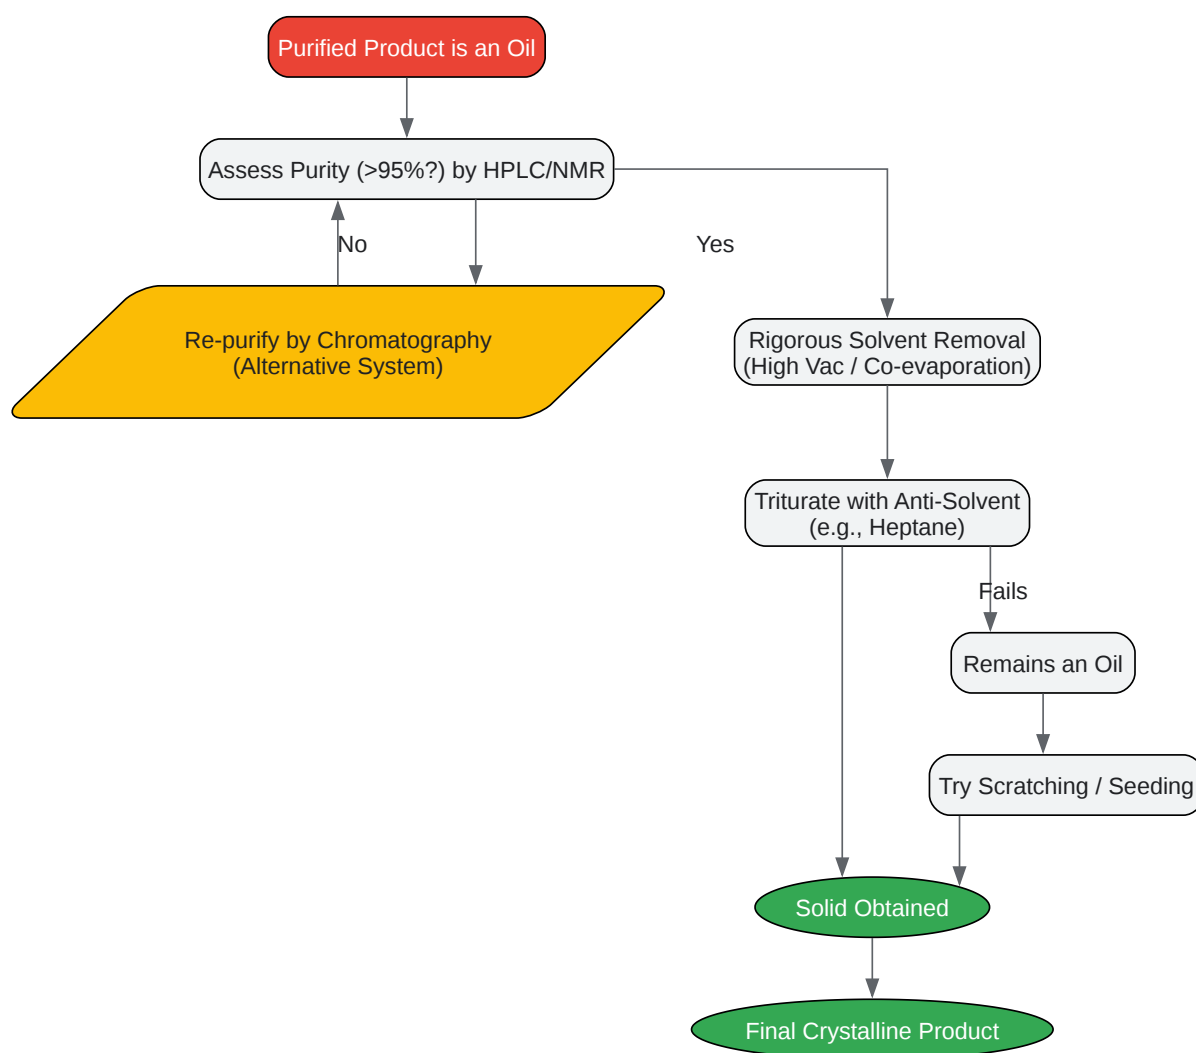 Purified Product is an Oil
Assess Purity (>95%?) by HPLC/NMR
No
Yes
Re-purify by Chromatography
(Alternative System)
Rigorous Solvent Removal
(High Vac / Co-evaporation)
Triturate with Anti-Solvent
(e.g., Heptane)
Fails
Remains an Oil
Try Scratching / Seeding
Solid Obtained
Final Crystalline Product